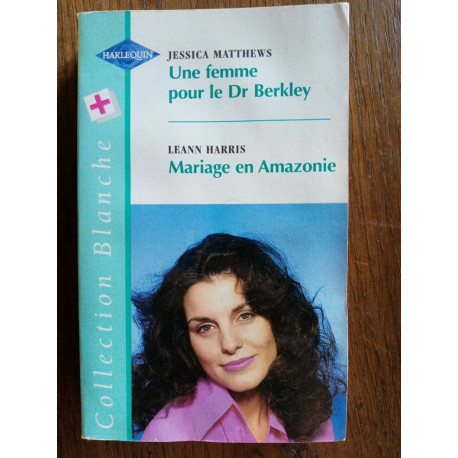 HARLEQUIN
JESSICA MATTHEWS
Une femme
pour le Dr Berkley
LEANN HARRIS
Mariage en Amazonie
Collection Blanche